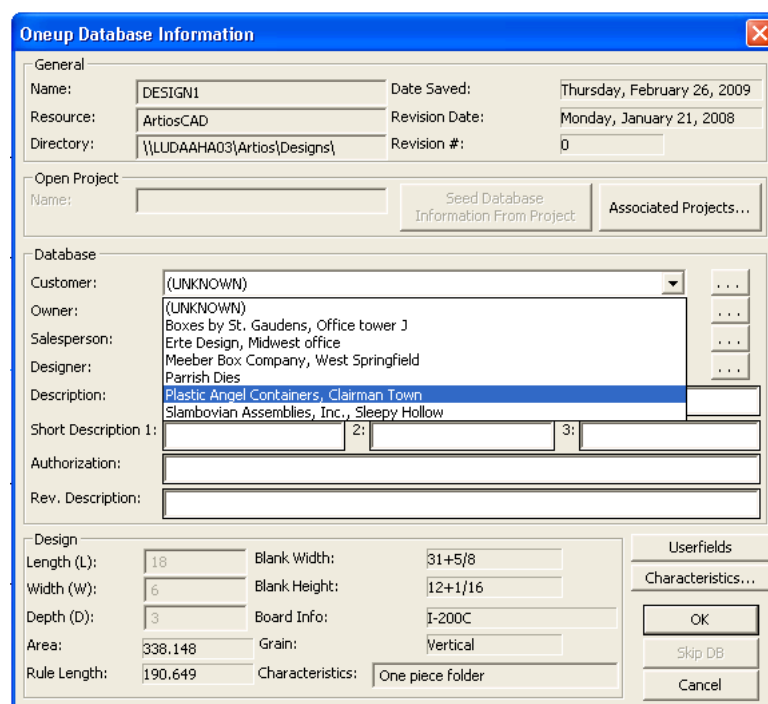 Oneup Database Information
General
Name: DESIGN1 Date Saved: Thursday, February 26, 2009
Resource: ArtiosCAD Revision Date: Monday, January 21, 2008
Directory: \\LUDAAHA03\Artios\Designs\ Revision #: 0
Open Project
Name: Seed Database Information From Project Associated Projects...
Database
Customer: (UNKNOWN) ...
Owner: (UNKNOWN) ...
Boxes by St. Gaudens, Office tower J
Salesperson: Erte Design, Midwest office ...
Designer: Meeber Box Company, West Springfield ...
Parrish Dies
Description: Plastic Angel Containers, Clairman Town
Slambovian Assemblies, Inc., Sleepy Hollow
Short Description 1: 2: 3:
Authorization:
Rev. Description:
Design
Length (L): 18 Blank Width: 31+5/8 Userfields
Width (W): 6 Blank Height: 12+1/16 Characteristics...
Depth (D): 3 Board Info: I-200C OK
Area: 338.148 Grain: Vertical Skip DB
Rule Length: 190.649 Characteristics: One piece folder Cancel